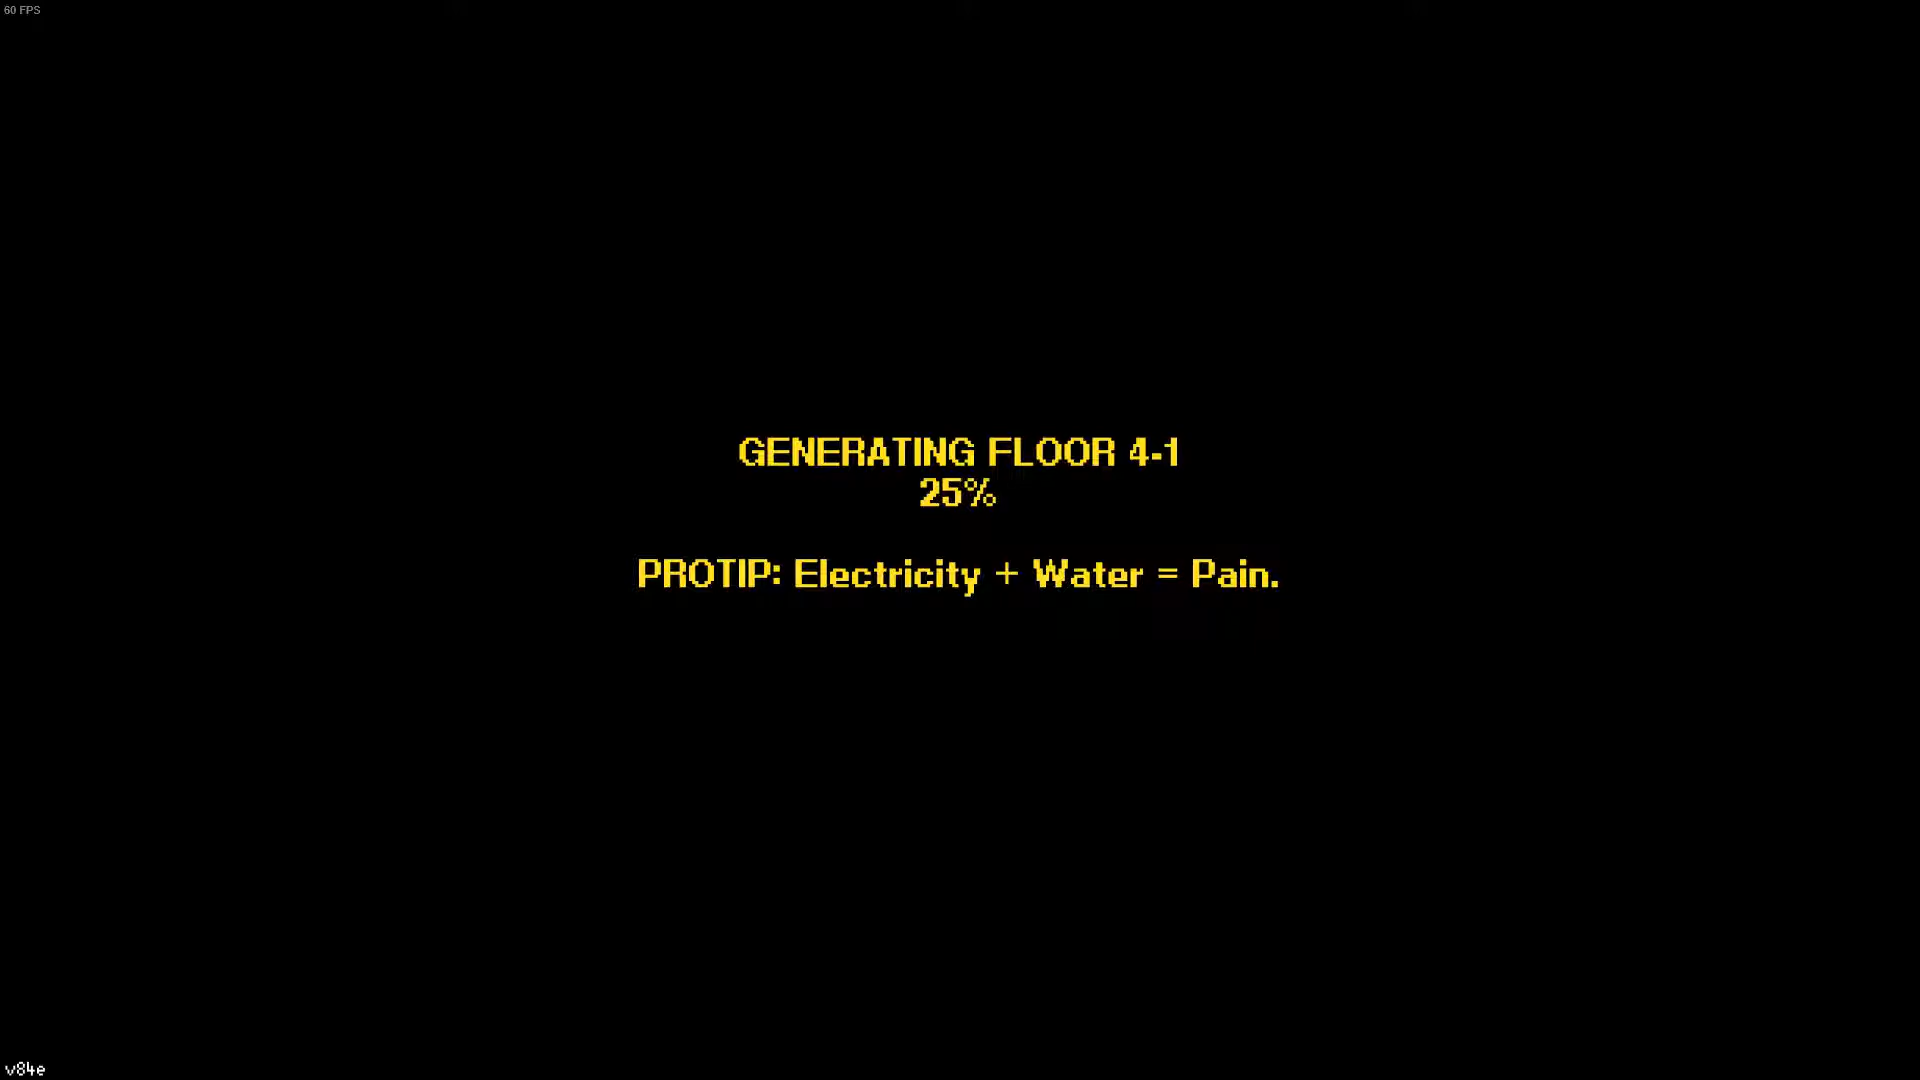 60 FPS
GENERATING FLOOR 4-1
25%
PROTIP: Electricity + Water = Pain.
v84e